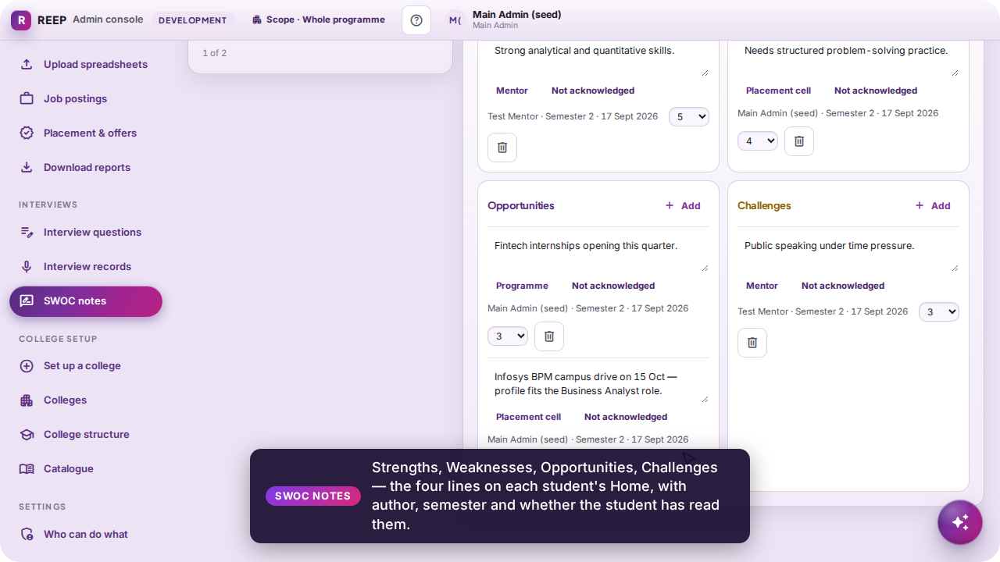 R REEP Admin console DEVELOPMENT Scope · Whole programme M( Main Admin (seed)
Main Admin
Upload spreadsheets
Job postings
Placement & offers
Download reports
INTERVIEWS
Interview questions
Interview records
SWOC notes
COLLEGE SETUP
Set up a college
Colleges
College structure
Catalogue
SETTINGS
Who can do what
1 of 2
Strong analytical and quantitative skills.
Mentor Not acknowledged
Test Mentor · Semester 2 · 17 Sept 2026 5
Needs structured problem-solving practice.
Placement cell Not acknowledged
Main Admin (seed) · Semester 2 · 17 Sept 2026
4
Opportunities + Add
Fintech internships opening this quarter.
Programme Not acknowledged
Main Admin (seed) · Semester 2 · 17 Sept 2026
3
Infosys BPM campus drive on 15 Oct —
profile fits the Business Analyst role.
Placement cell Not acknowledged
Main Admin (seed) · Semester 2 · 17 Sept 2026
Challenges + Add
Public speaking under time pressure.
Mentor Not acknowledged
Test Mentor · Semester 2 · 17 Sept 2026 3
SWOC NOTES
Strengths, Weaknesses, Opportunities, Challenges
— the four lines on each student's Home, with
author, semester and whether the student has read
them.